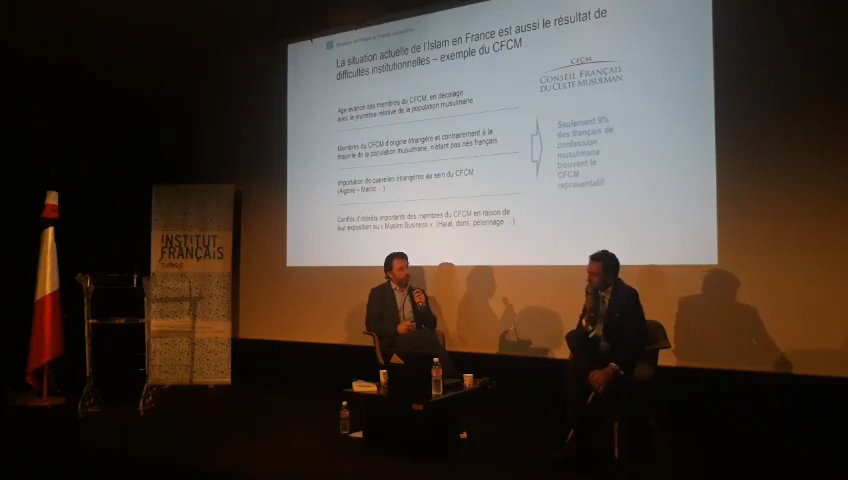 La situation actuelle de l'Islam en France est aussi le résultat de
difficultés institutionnelles – exemple du CFCM
CFCM
CONSEIL FRANÇAIS
DU CULTE MUSULMAN
Age avancé des membres du CFCM, en décalage
avec la jeunesse relative de la population musulmane
Membres du CFCM d'origine étrangère et contrairement à la
majorité de la population musulmane, n'étant pas nés français
Importation de querelles étrangères au sein du CFCM
(Algérie – Maroc ...)
Conflits d'intérêts importants des membres du CFCM en raison de
leur exposition au « Muslim Business » (Halal, dons, pèlerinage ...)
Seulement 9%
des français de
confession
musulmane
trouvent le
CFCM
représentatif
INSTITUT
FRANÇAIS
TUNISIE